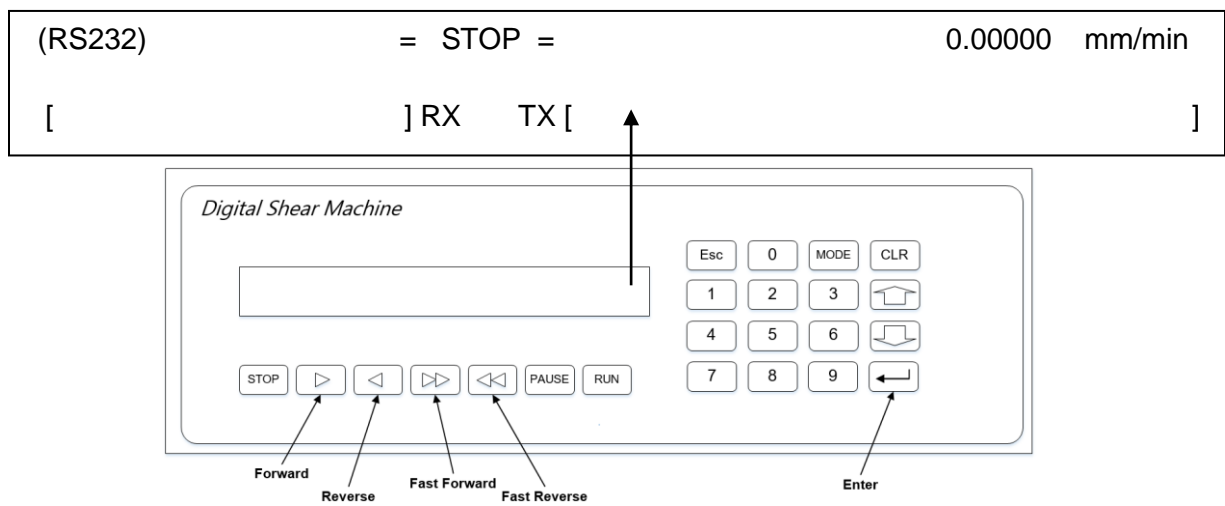 (RS232) = STOP = 0.00000 mm/min
[ ] RX TX [ ]
Digital Shear Machine
Esc 0 MODE CLR
1 2 3
4 5 6
STOP PAUSE RUN 7 8 9
Forward Reverse Fast Forward Fast Reverse Enter